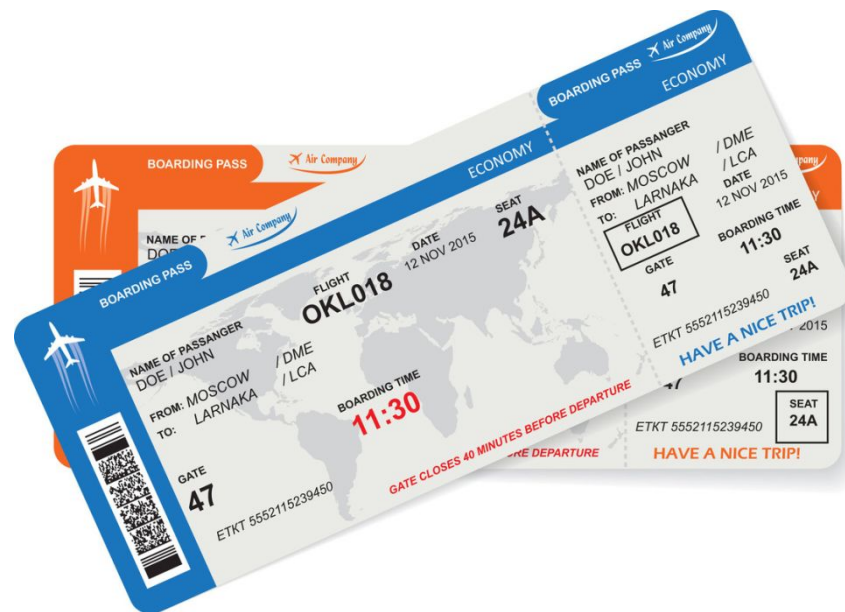 BOARDING PASS
Air Company
ECONOMY
NAME OF PASSANGER
DOE / JOHN
FROM: MOSCOW / DME
TO: LARNAKA / LCA
FLIGHT
OKL018
DATE
12 NOV 2015
SEAT
24A
BOARDING TIME
11:30
GATE
47
ETKT 5552115239450
GATE CLOSES 40 MINUTES BEFORE DEPARTURE
BOARDING PASS
Air Company
ECONOMY
NAME OF PASSANGER
DOE / JOHN
FROM: MOSCOW / DME
TO: LARNAKA / LCA
FLIGHT
OKL018
DATE
12 NOV 2015
GATE
47
BOARDING TIME
11:30
SEAT
24A
ETKT 5552115239450
HAVE A NICE TRIP!
BOARDING PASS
Air Company
NAME OF
DEPARTURE
2015
BOARDING TIME
47
11:30
SEAT
24A
ETKT 5552115239450
HAVE A NICE TRIP!